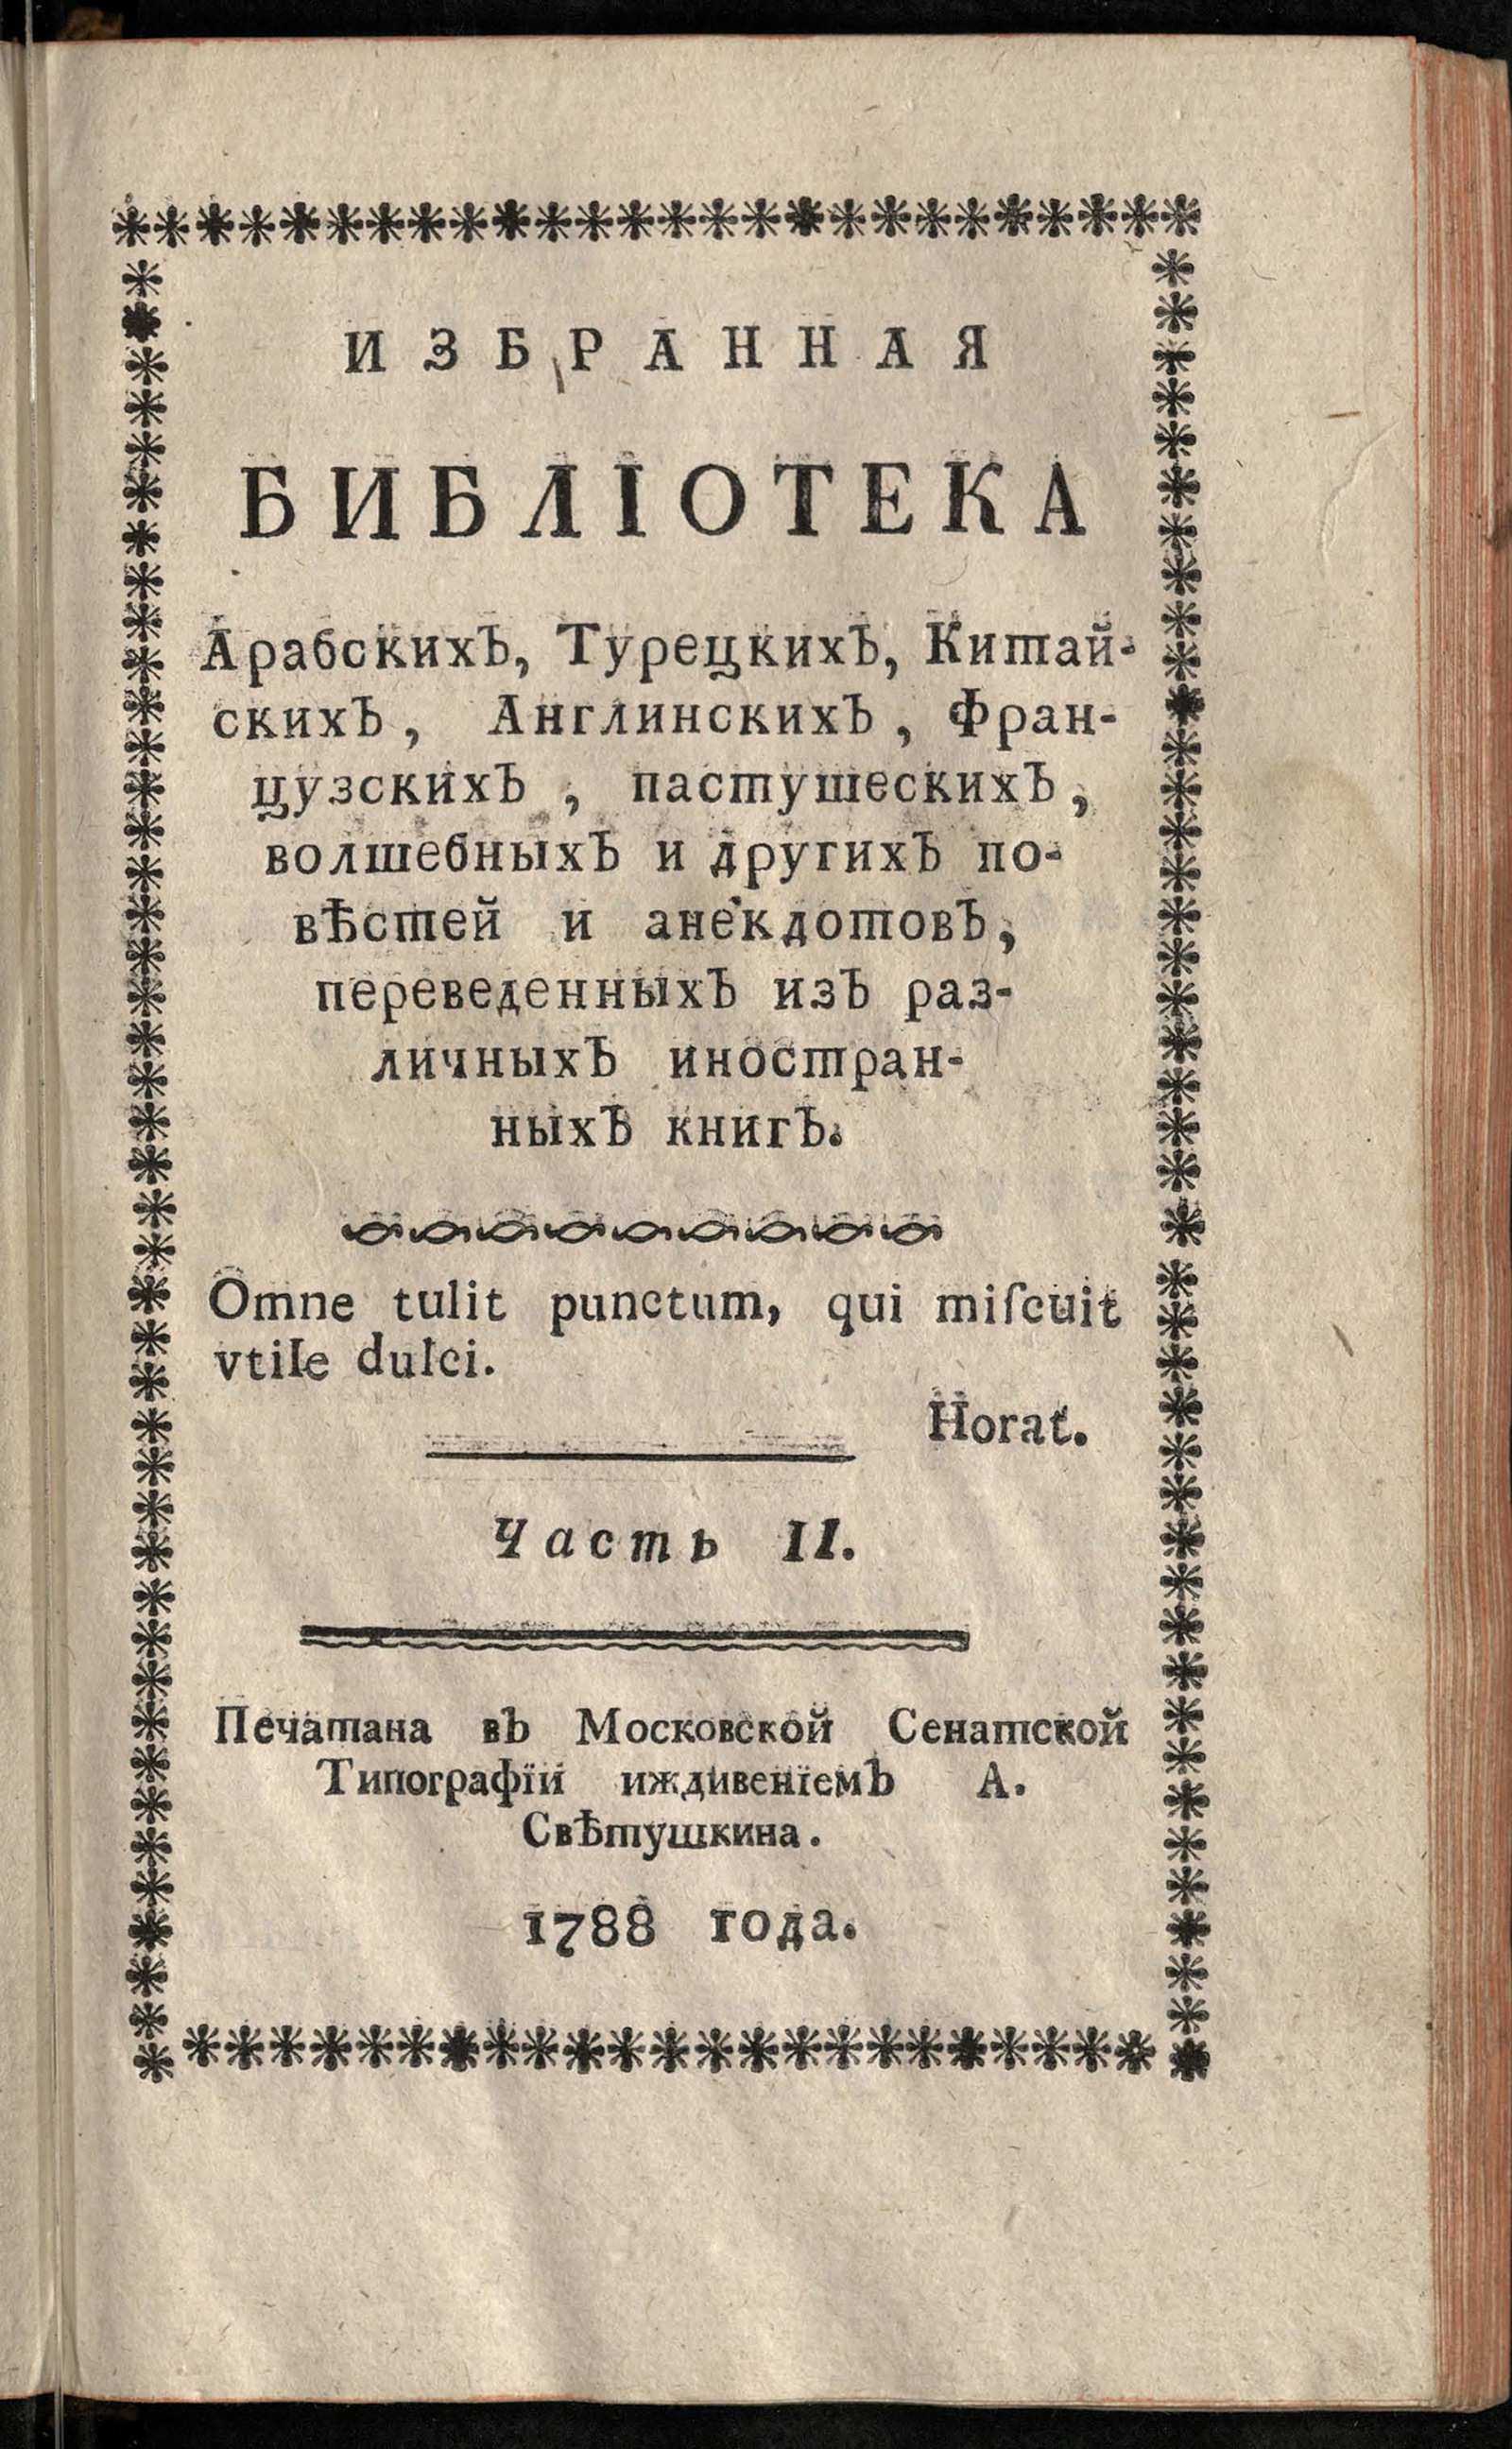 ИЗБРАННАЯ
БИБЛІОТЕКА
Арабскихъ, Турецкихъ, Китай-
скихъ, Англинскихъ, Фран-
цузскихъ, пастушескихъ,
волшебныхъ и другихъ по-
вѣстей и анекдотовъ,
переведенныхъ изъ раз-
личныхъ иностран-
ныхъ книгъ.
Omne tulit punctum, qui miſcuit
vtile dulci.
Horat.
Часть II.
Печатана въ Московской Сенатской
Типографїи иждивенїемъ А.
Свѣтушкина.
1788 года.